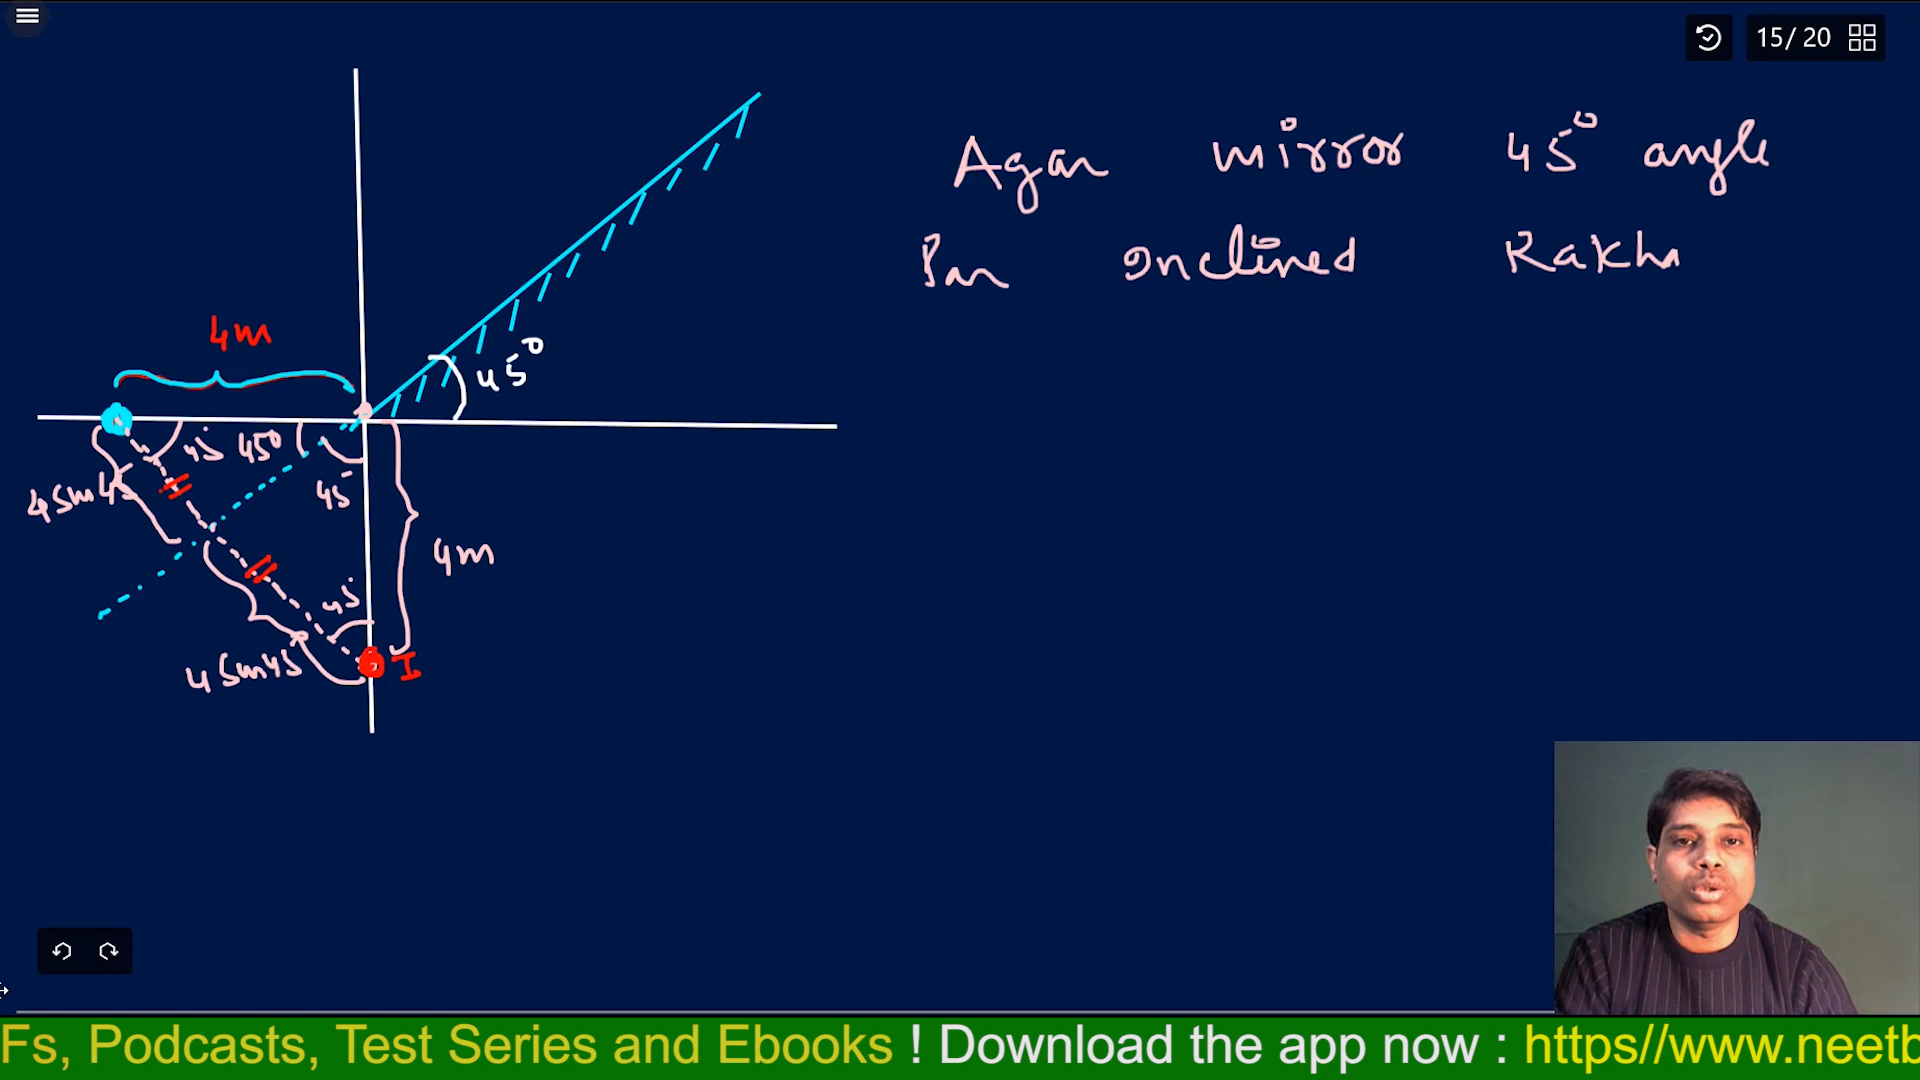 15/ 20
Agar mirror 45° angle
Par Inclined Rakha
4m
45°
45 45°
4 Sin 45
45
4m
45
4 Sin 45
I
Fs, Podcasts, Test Series and Ebooks ! Download the app now : https//www.neetb